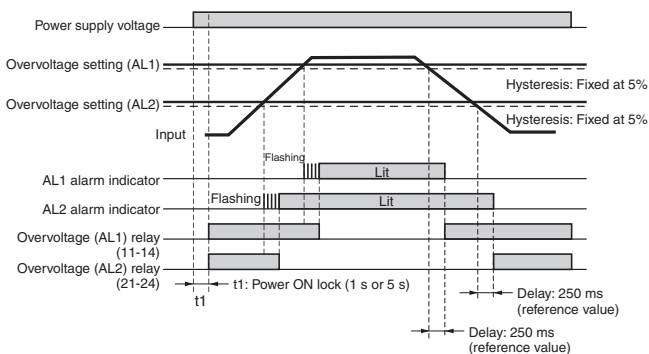 Power supply voltage
Overvoltage setting (AL1)
Hysteresis: Fixed at 5%
Overvoltage setting (AL2)
Hysteresis: Fixed at 5%
Input
Flashing
Lit
AL1 alarm indicator
Flashing
Lit
AL2 alarm indicator
Overvoltage (AL1) relay
(11-14)
Overvoltage (AL2) relay
(21-24)
t1: Power ON lock (1 s or 5 s)
t1
Delay: 250 ms
(reference value)
Delay: 250 ms
(reference value)